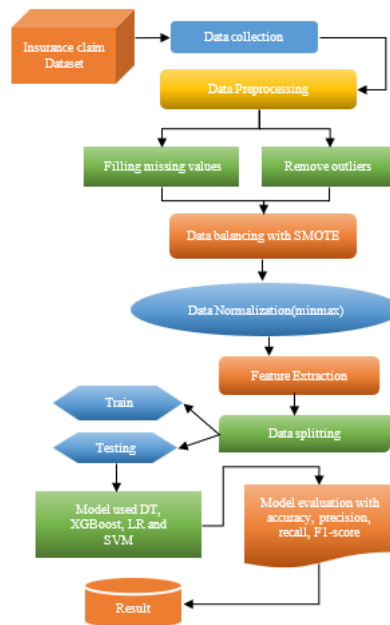 Insurance claim
Dataset
Data collection
Data Preprocessing
Filling missing values
Remove outliers
Data balancing with SMOTE
Data Normalization(minmax)
Feature Extraction
Train
Data splitting
Testing
Model used DT,
XGBoost, LR and
SVM
Model evaluation with
accuracy, precision,
recall, F1-score
Result